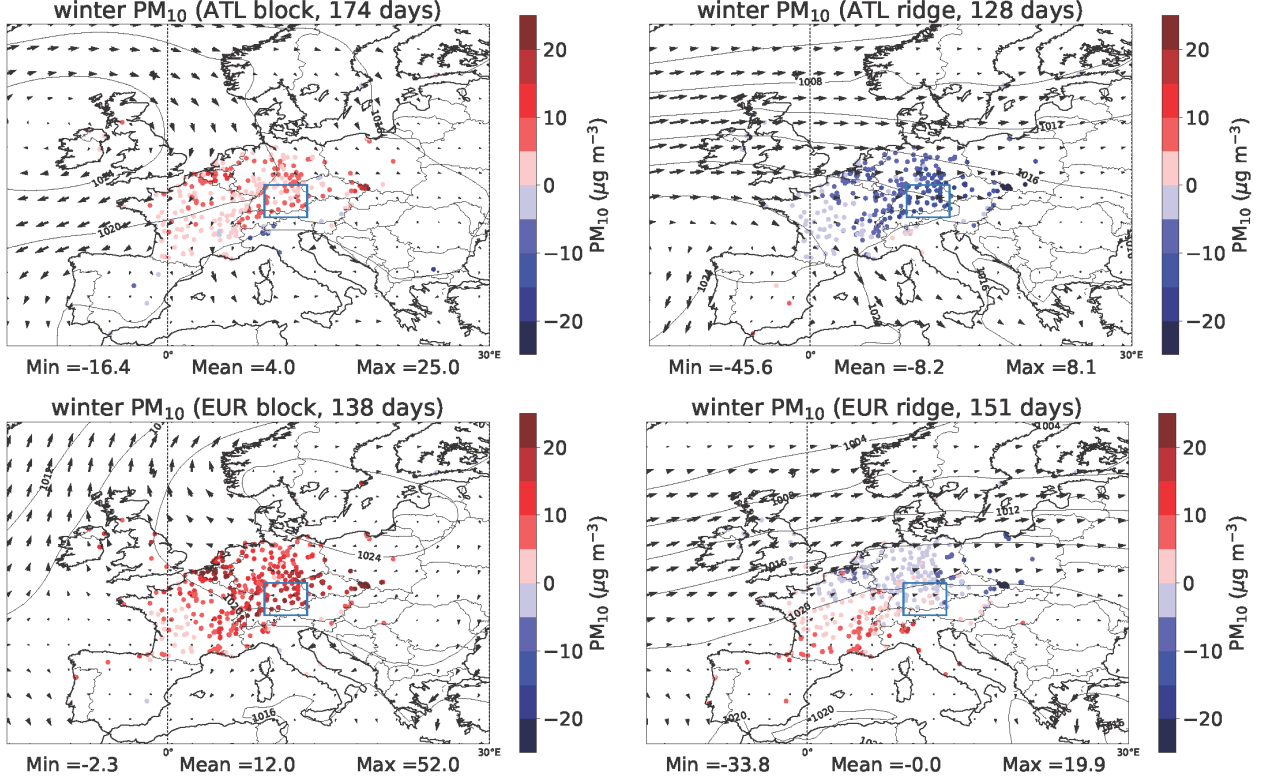 winter PM₁₀ (ATL block, 174 days)
20
10
0
−10
−20
PM₁₀ (μg m⁻³)
1020
0°
30°E
Min =-16.4 Mean =4.0 Max =25.0
winter PM₁₀ (ATL ridge, 128 days)
20
10
0
−10
−20
PM₁₀ (μg m⁻³)
1008
1012
1016
1016
0°
30°E
Min =-45.6 Mean =-8.2 Max =8.1
winter PM₁₀ (EUR block, 138 days)
20
10
0
−10
−20
PM₁₀ (μg m⁻³)
1024
1020
1016
0°
30°E
Min =-2.3 Mean =12.0 Max =52.0
winter PM₁₀ (EUR ridge, 151 days)
20
10
0
−10
−20
PM₁₀ (μg m⁻³)
1004
1004
1008
1012
1016
1020
1020
1020
0°
30°E
Min =-33.8 Mean =-0.0 Max =19.9